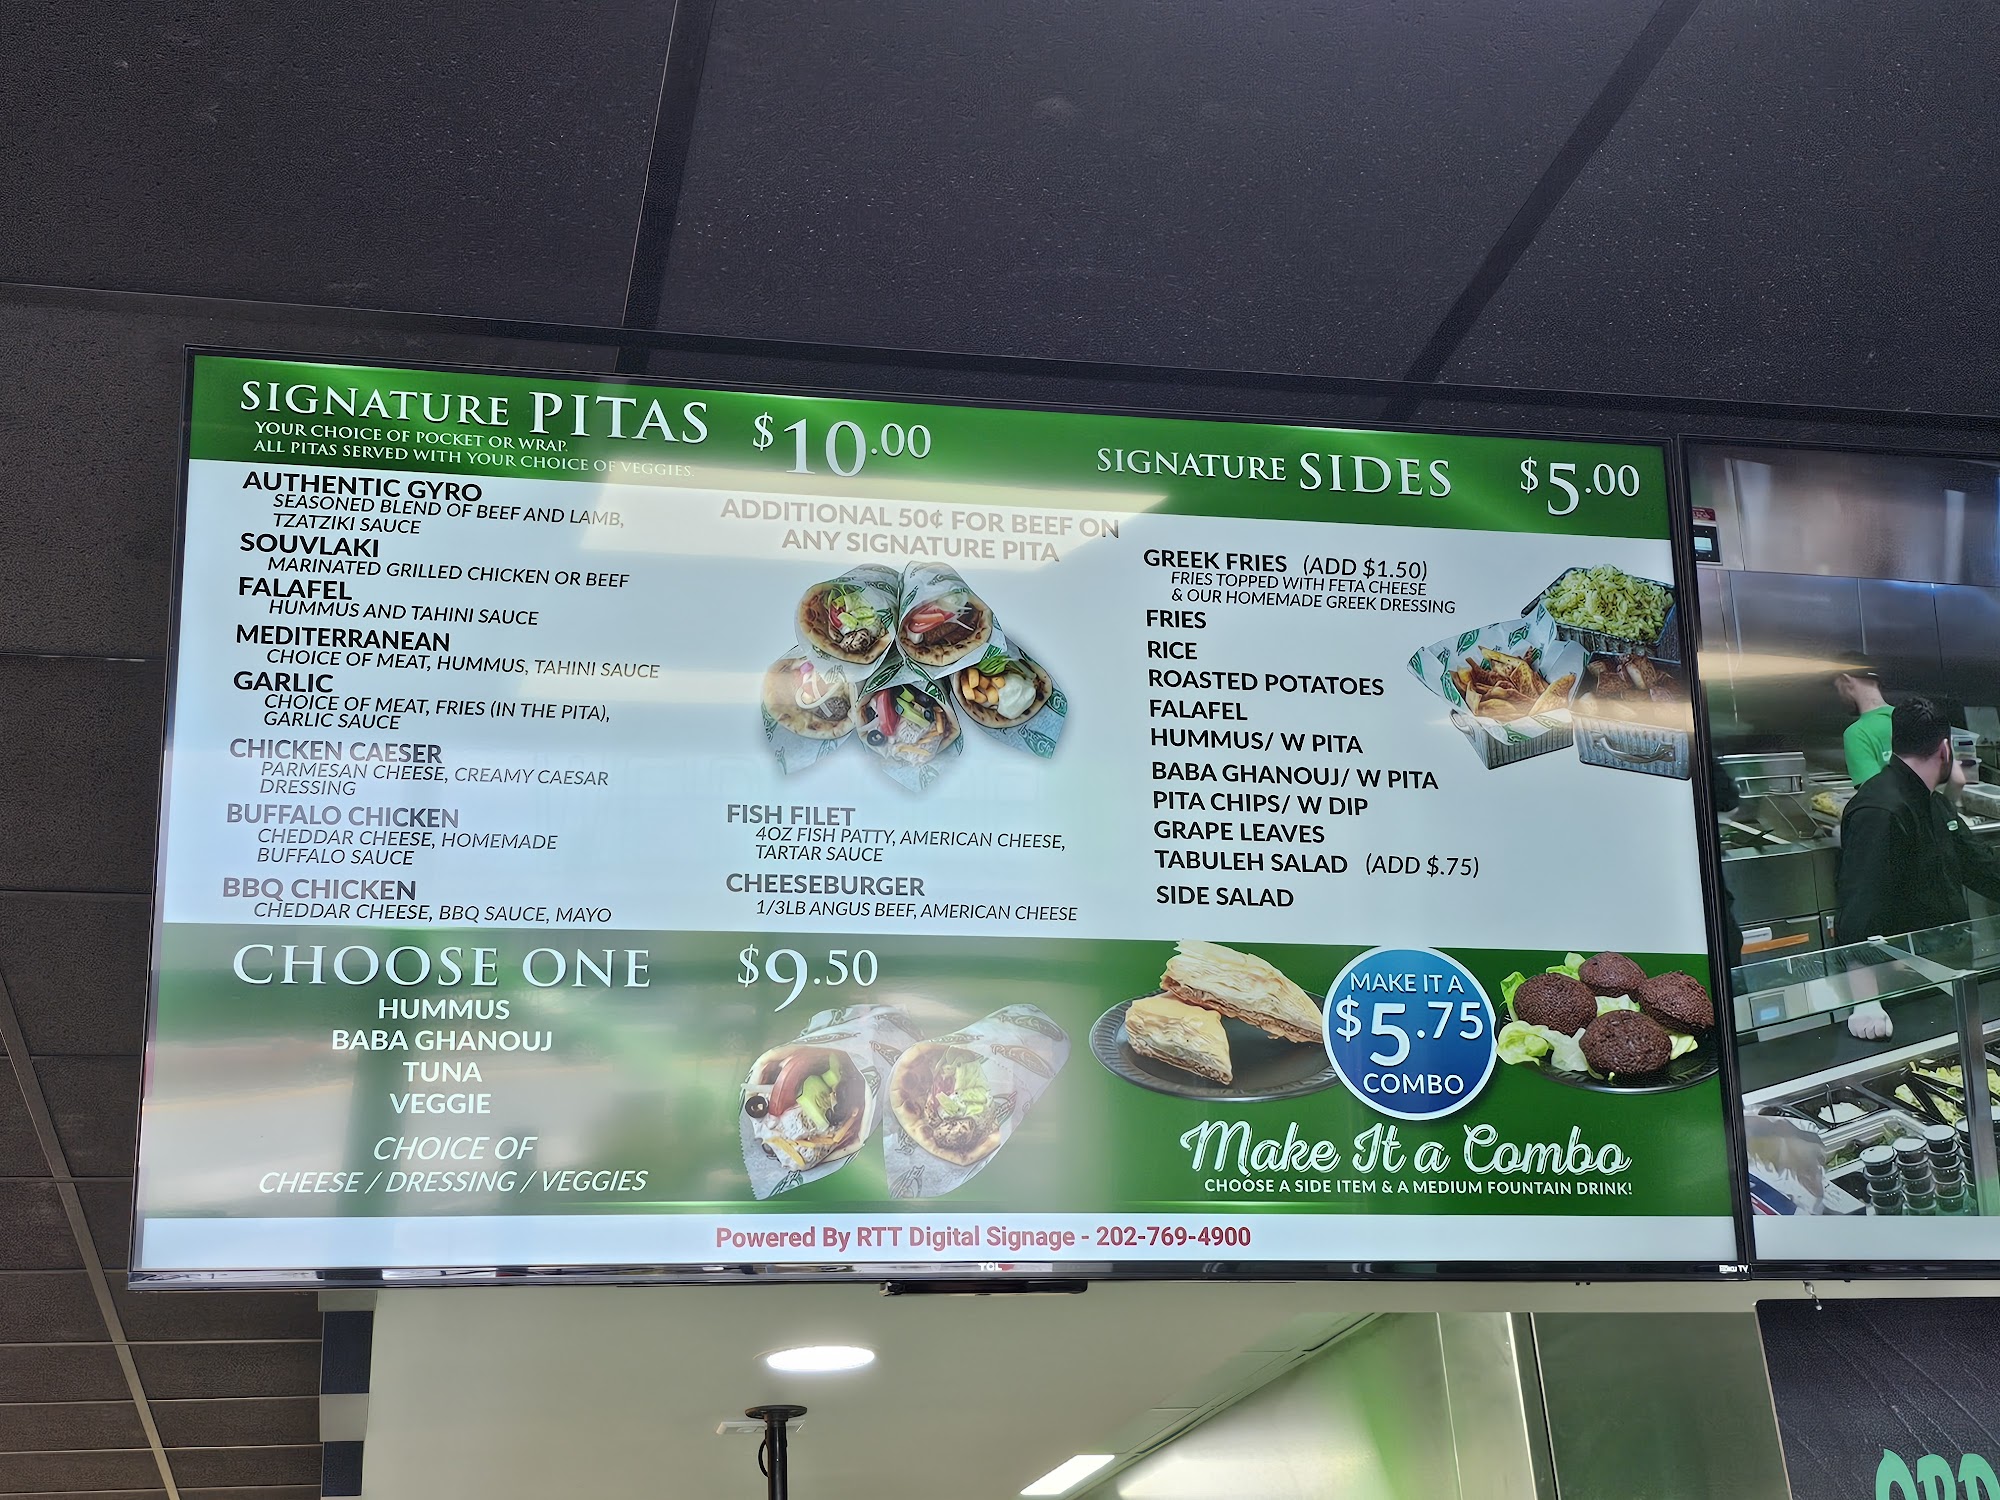 SIGNATURE PITAS $10.00
YOUR CHOICE OF POCKET OR WRAP.
ALL PITAS SERVED WITH YOUR CHOICE OF VEGGIES.
AUTHENTIC GYRO
SEASONED BLEND OF BEEF AND LAMB,
TZATZIKI SAUCE
SOUVLAKI
MARINATED GRILLED CHICKEN OR BEEF
FALAFEL
HUMMUS AND TAHINI SAUCE
MEDITERRANEAN
CHOICE OF MEAT, HUMMUS, TAHINI SAUCE
GARLIC
CHOICE OF MEAT, FRIES (IN THE PITA),
GARLIC SAUCE
CHICKEN CAESER
PARMESAN CHEESE, CREAMY CAESAR
DRESSING
BUFFALO CHICKEN
CHEDDAR CHEESE, HOMEMADE
BUFFALO SAUCE
BBQ CHICKEN
CHEDDAR CHEESE, BBQ SAUCE, MAYO
ADDITIONAL 50¢ FOR BEEF ON
ANY SIGNATURE PITA
FISH FILET
4OZ FISH PATTY, AMERICAN CHEESE,
TARTAR SAUCE
CHEESEBURGER
1/3LB ANGUS BEEF, AMERICAN CHEESE
SIGNATURE SIDES $5.00
GREEK FRIES (ADD $1.50)
FRIES TOPPED WITH FETA CHEESE
& OUR HOMEMADE GREEK DRESSING
FRIES
RICE
ROASTED POTATOES
FALAFEL
HUMMUS/ W PITA
BABA GHANOUJ/ W PITA
PITA CHIPS/ W DIP
GRAPE LEAVES
TABULEH SALAD (ADD $.75)
SIDE SALAD
CHOOSE ONE $9.50
HUMMUS
BABA GHANOUJ
TUNA
VEGGIE
CHOICE OF
CHEESE / DRESSING / VEGGIES
MAKE IT A
$5.75
COMBO
Make It a Combo
CHOOSE A SIDE ITEM & A MEDIUM FOUNTAIN DRINK!
Powered By RTT Digital Signage - 202-769-4900
TCL